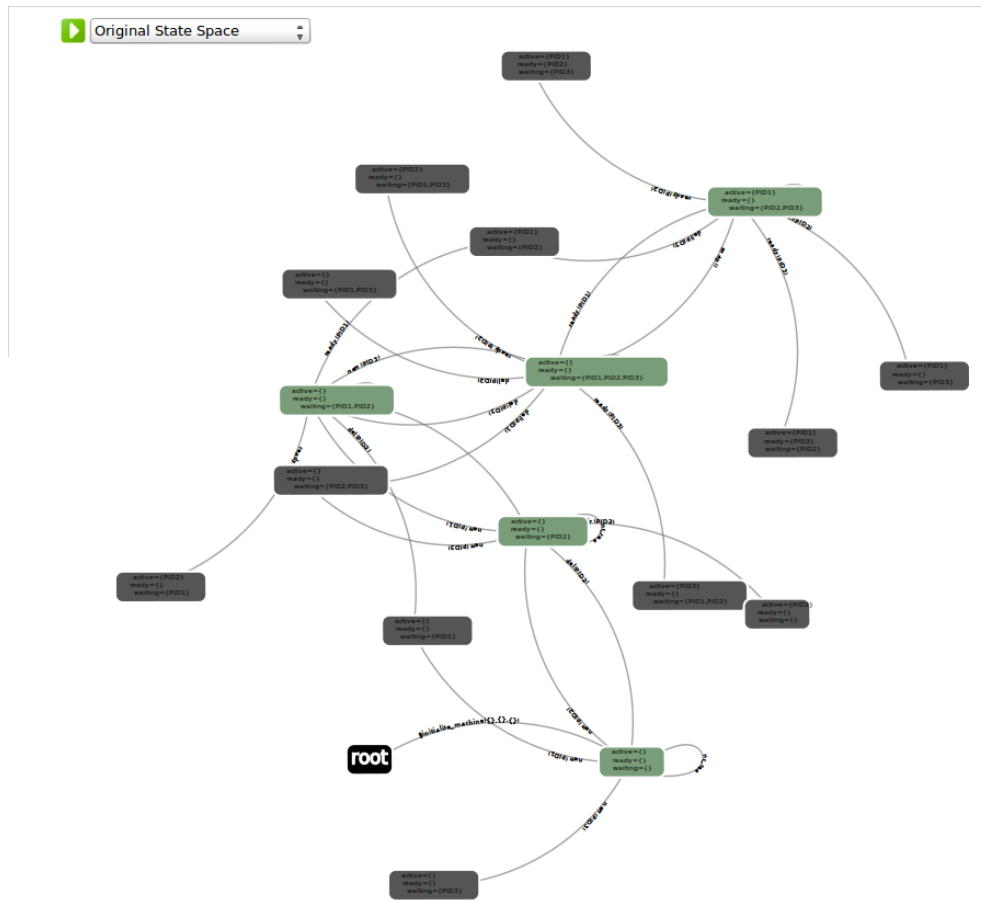 Original State Space
active={PID1}
ready={PID2}
waiting={PID3}
active={PID2}
ready={}
waiting={PID1,PID3}
active={PID1}
ready={}
waiting={PID2,PID3}
active={PID1}
ready={}
waiting={PID2}
active={}
ready={}
waiting={PID1,PID3}
active={}
ready={}
waiting={PID1,PID2,PID3}
active={PID1}
ready={}
waiting={PID3}
active={}
ready={}
waiting={PID1,PID2}
active={PID1}
ready={PID3}
waiting={PID2}
active={}
ready={}
waiting={PID2,PID3}
active={}
ready={}
waiting={PID2}
active={PID2}
ready={}
waiting={PID1}
active={PID3}
ready={}
waiting={PID1,PID2}
active={PID2}
ready={}
waiting={}
active={}
ready={}
waiting={PID1}
root
active={}
ready={}
waiting={}
active={}
ready={}
waiting={PID3}